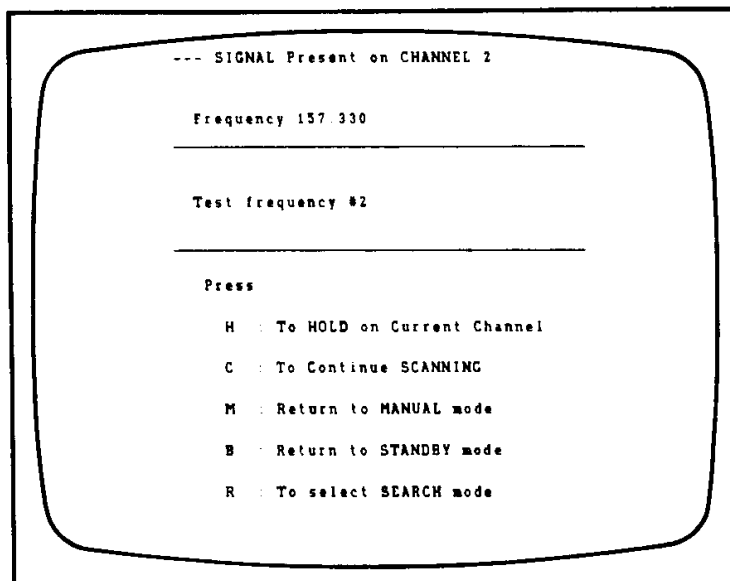 --- SIGNAL Present on CHANNEL 2
Frequency 157.330
Test frequency #2
Press
H : To HOLD on Current Channel
C : To Continue SCANNING
M : Return to MANUAL mode
B : Return to STANDBY mode
R : To select SEARCH mode